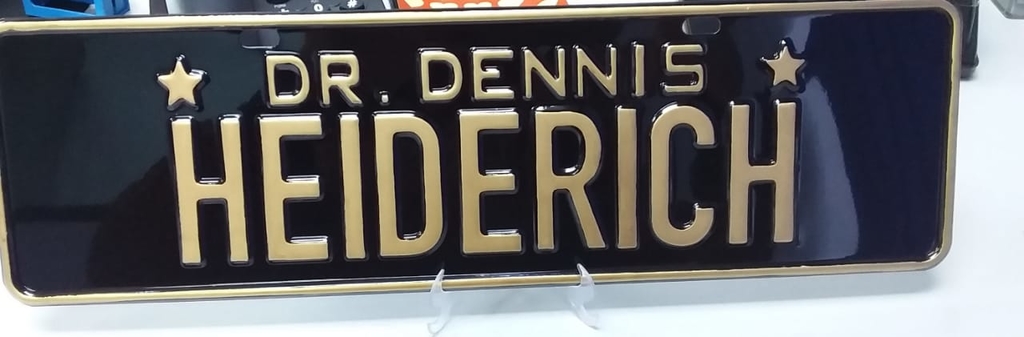 DR. DENNIS
HEIDERICH